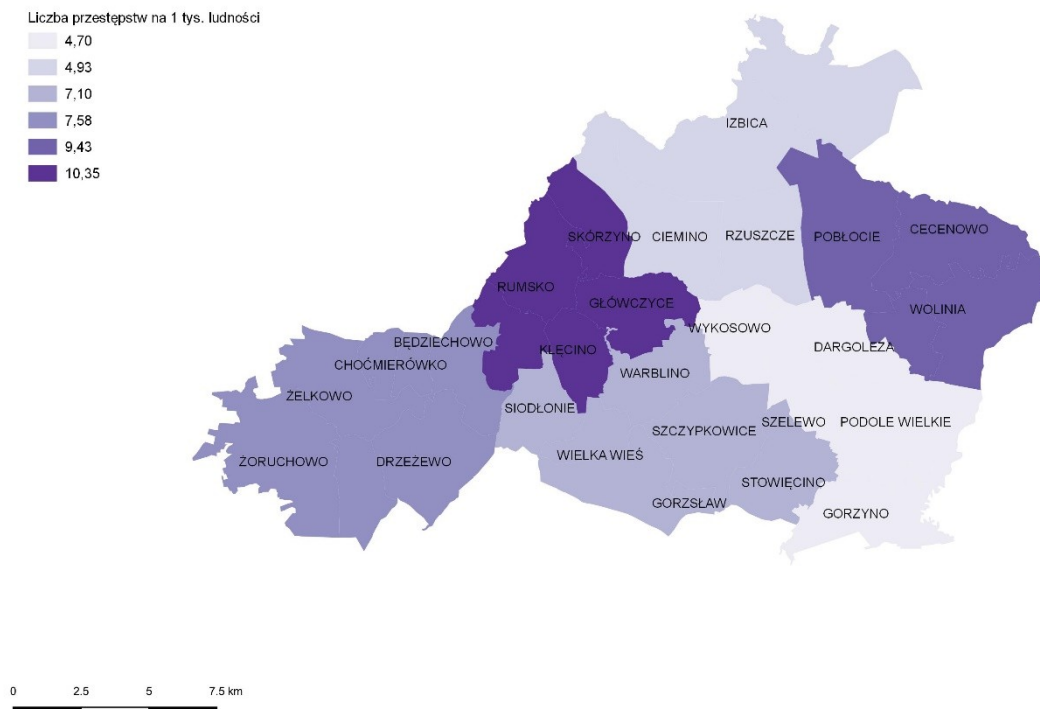 Liczba przestępstw na 1 tys. ludności
4,70
4,93
7,10
7,58
9,43
10,35
IZBICA
SKÓRZYNO
CIEMINO
RZUSZCZE
POBŁOCIE
CECENOWO
RUMSKO
GŁÓWCZYCE
WOLINIA
WYKOSOWO
BĘDZIECHOWO
KLĘCINO
DARGOLEZA
CHOĆMIERÓWKO
WARBLINO
ŻELKOWO
SIODŁONIE
SZCZYPKOWICE
SZELEWO
PODOLE WIELKIE
ŻORUCHOWO
DRZEŻEWO
WIELKA WIEŚ
STOWIĘCINO
GORZSŁAW
GORZYNO
0 2.5 5 7.5 km